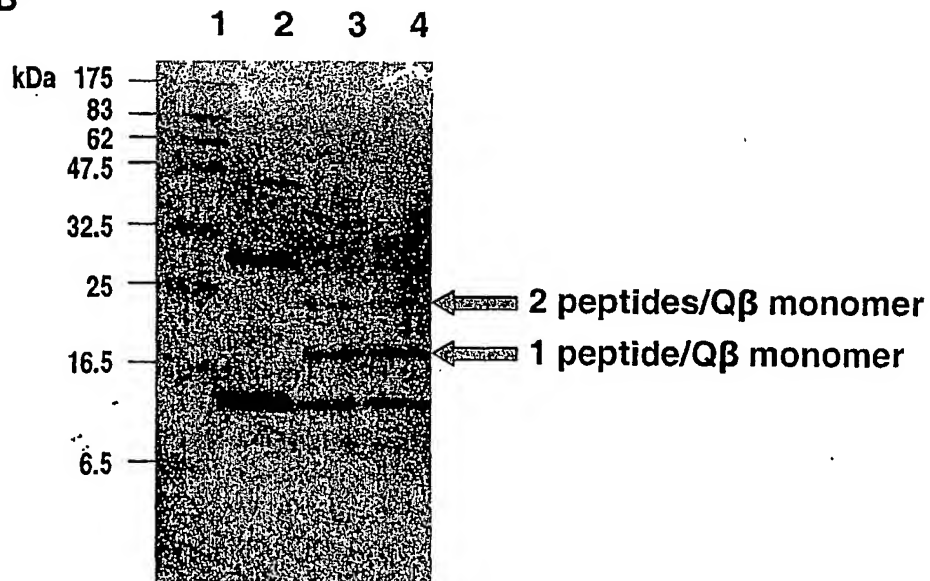 B
1 2 3 4
kDa 175
83
62
47.5
32.5
25
2 peptides/Qβ monomer
1 peptide/Qβ monomer
16.5
6.5